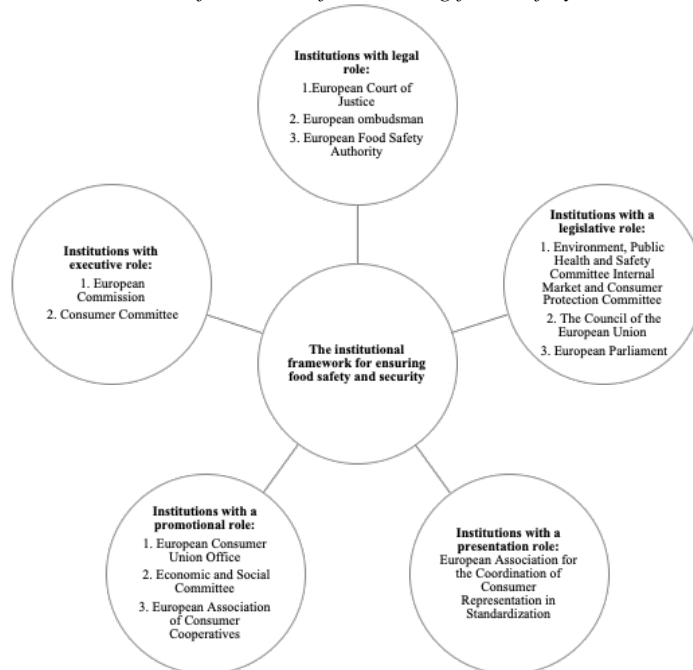 Institutions with legal
role:
1.European Court of
Justice
2. European ombudsman
3. European Food Safety
Authority
Institutions with
executive role:
1. European
Commission
2. Consumer Committee
Institutions with a
legislative role:
1. Environment, Public
Health and Safety
Committee Internal
Market and Consumer
Protection Committee
2. The Council of the
European Union
3. European Parliament
The institutional
framework for ensuring
food safety and security
Institutions with a
promotional role:
1. European Consumer
Union Office
2. Economic and Social
Committee
3. European Association
of Consumer
Cooperatives
Institutions with a
presentation role:
European Association for
the Coordination of
Consumer
Representation in
Standardization